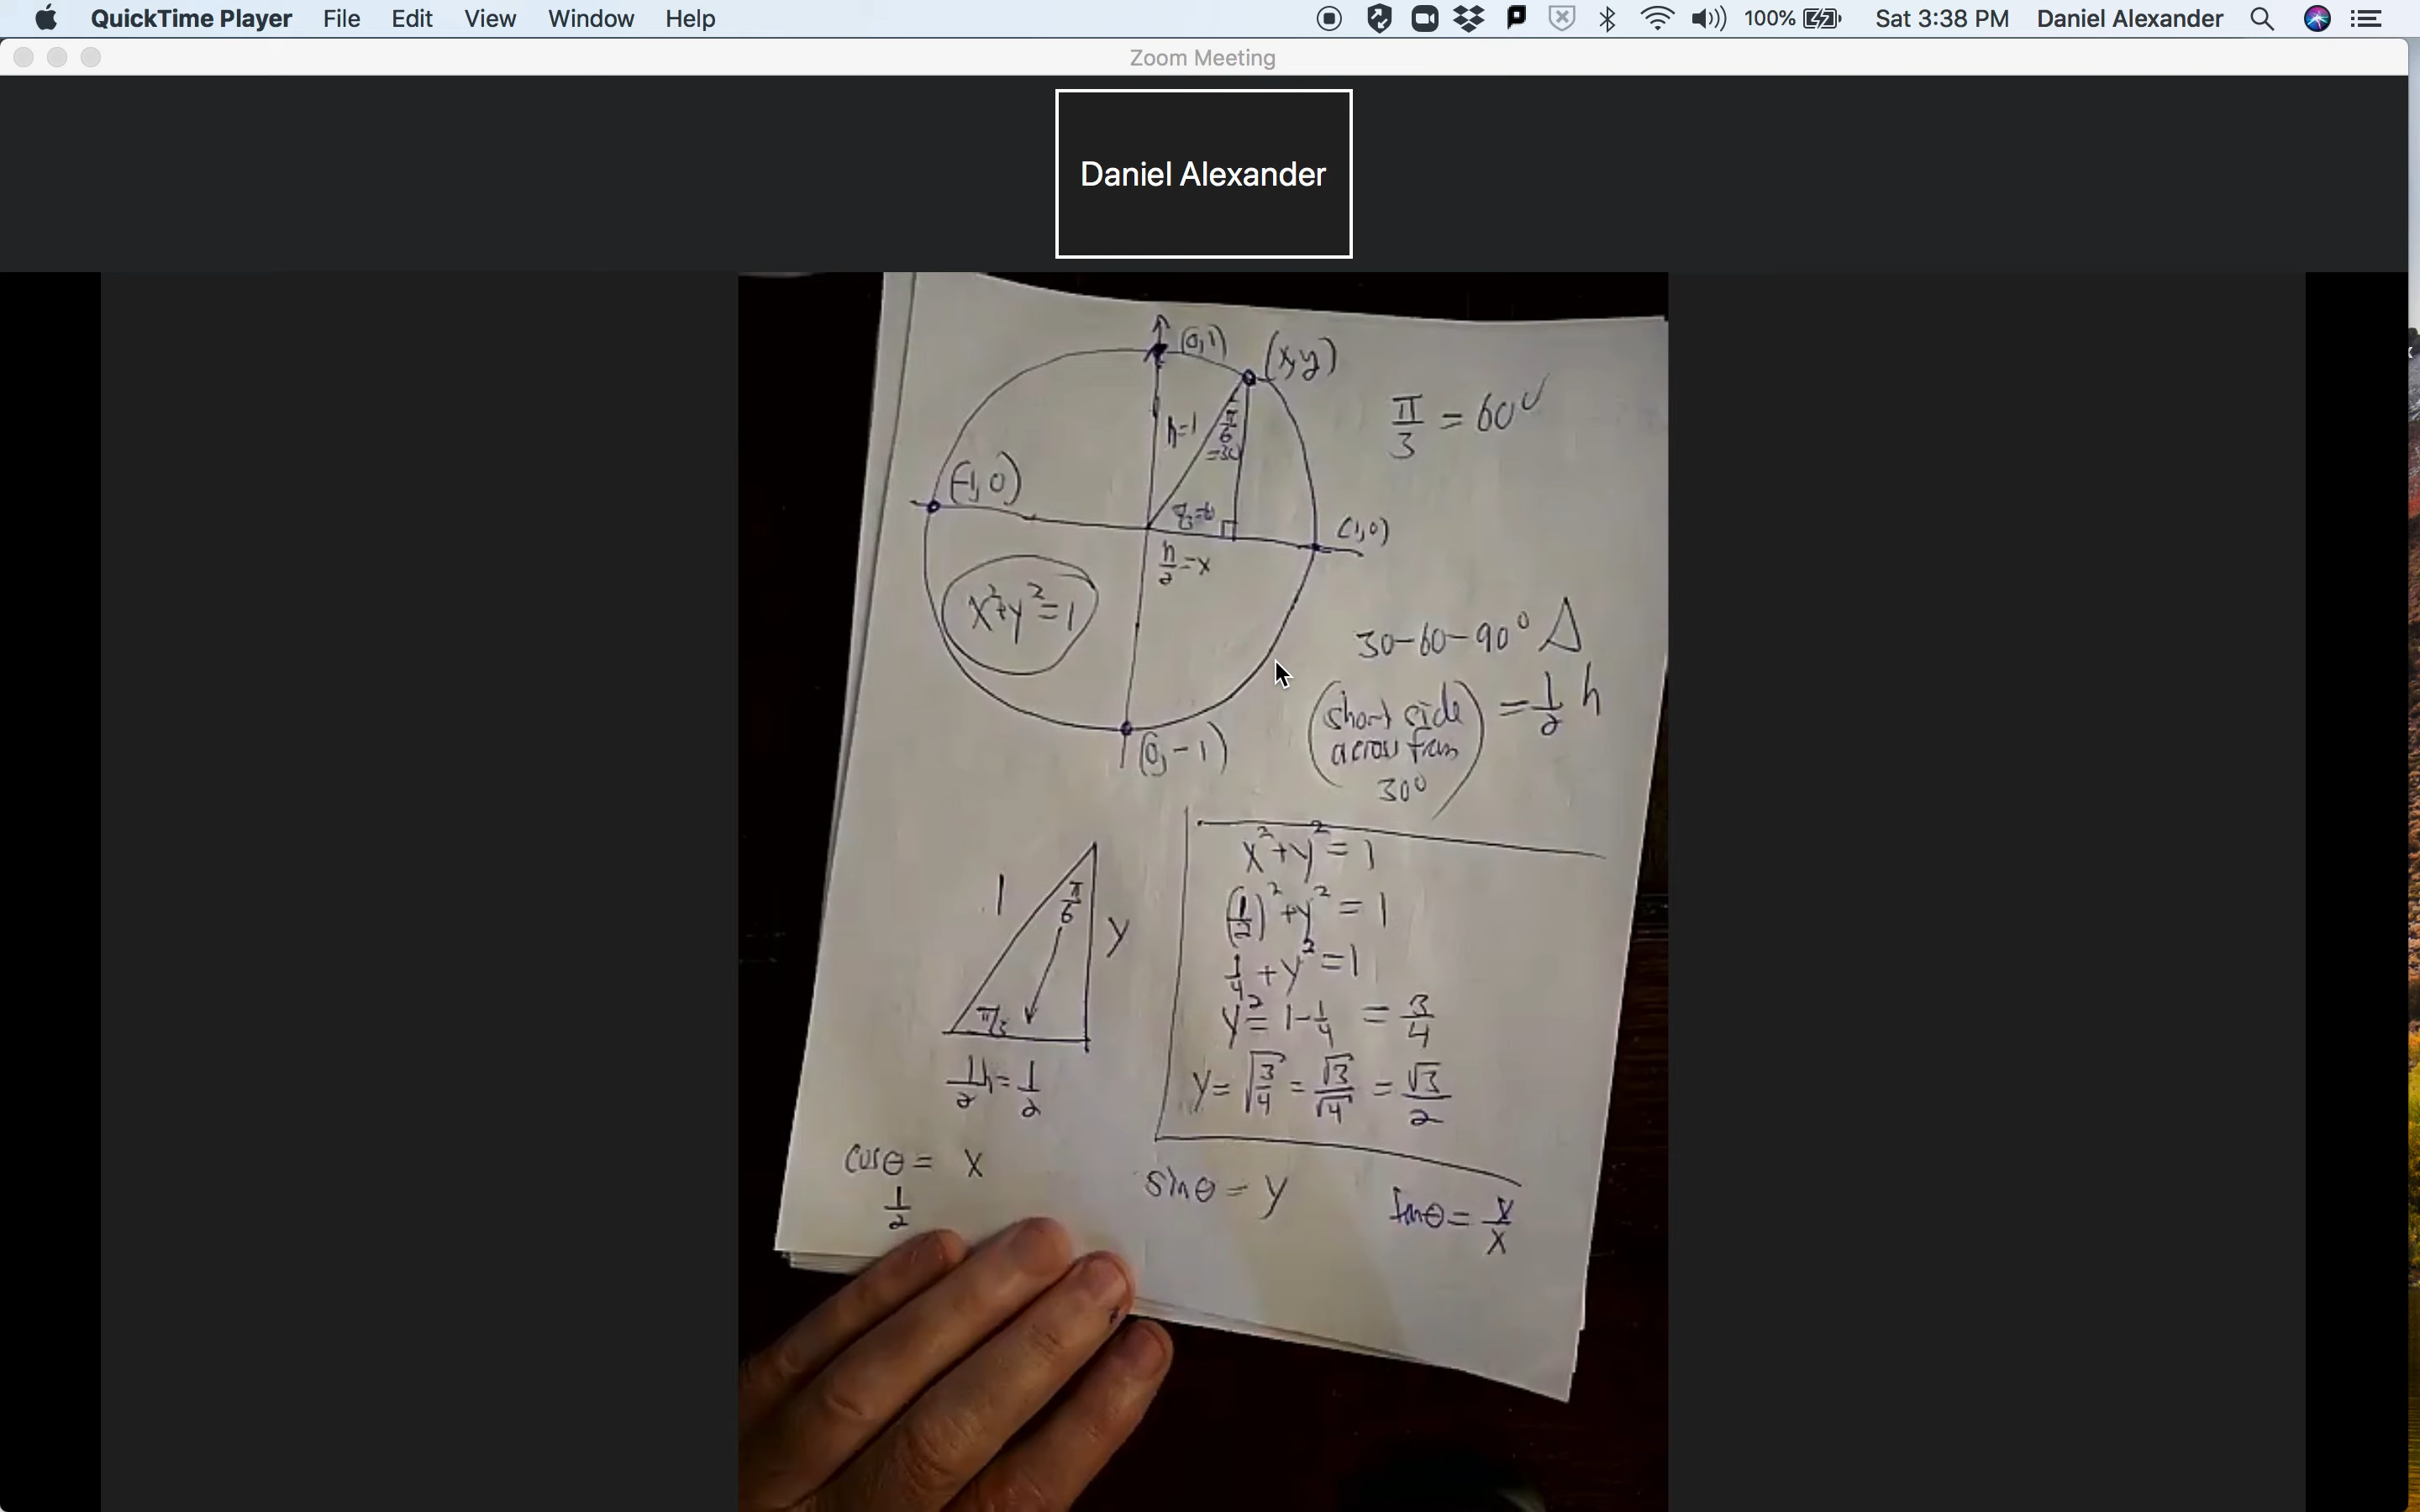 QuickTime Player File Edit View Window Help 100% Sat 3:38 PM Daniel Alexander
Zoom Meeting
Daniel Alexander
(0,1) (x,y)
π/3 = 60°
h=1 π/6
=30
(-1,0)
(1,0)
h/2 = x
x²+y²=1
30-60-90° Δ
(short side across from 30°) = 1/2 h
(0,-1)
x²+y²=1
(1/2)²+y²=1
1/4+y²=1
y²=1-1/4 = 3/4
y=√(3/4) = √3/√4 = √3/2
1 π/6 y
π/3
1/2 h = 1/2
cosθ = x
1/2
sinθ = y
tanθ = y/x